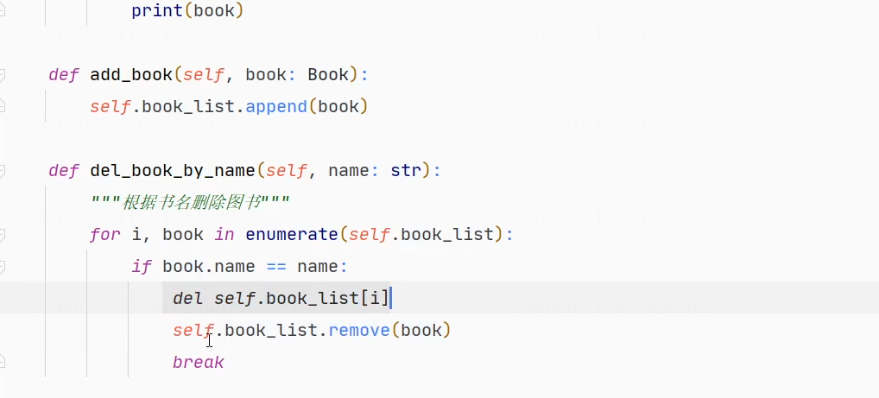 print(book)
def add_book(self, book: Book):
self.book_list.append(book)
def del_book_by_name(self, name: str):
"""根据书名删除图书"""
for i, book in enumerate(self.book_list):
if book.name == name:
del self.book_list[i]
self.book_list.remove(book)
break